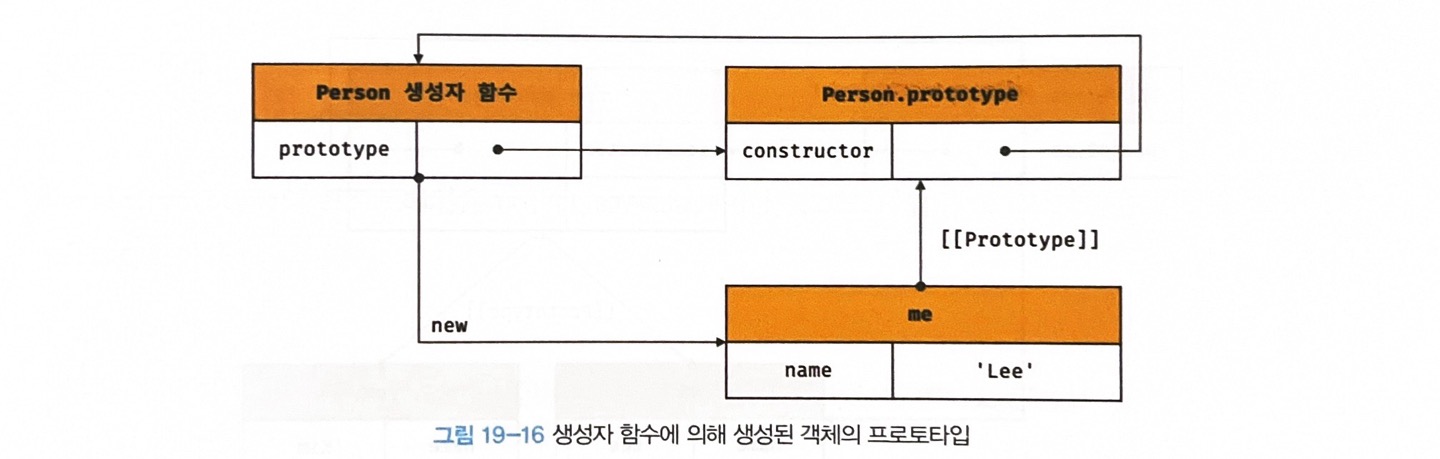 Person 생성자 함수
Person.prototype
prototype
constructor
[[Prototype]]
me
new
name
'Lee'
그림 19-16 생성자 함수에 의해 생성된 객체의 프로토타입